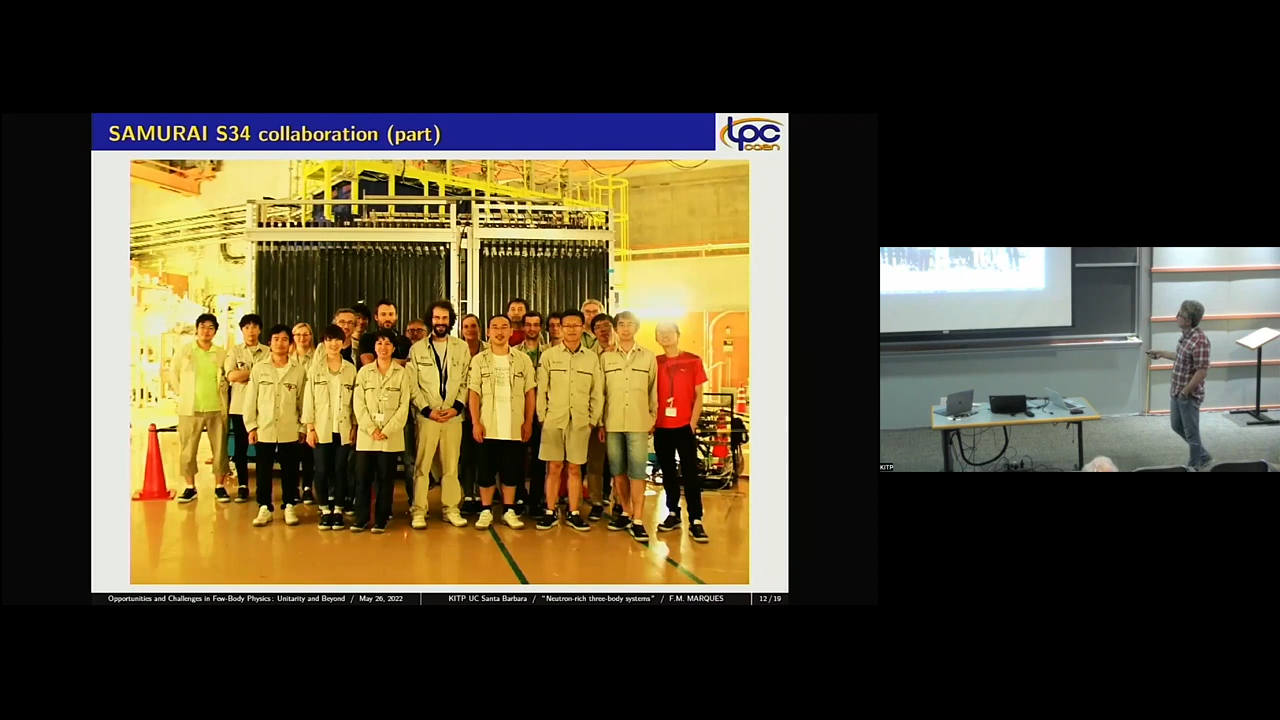 SAMURAI S34 collaboration (part)
LPC
caen
Opportunities and Challenges in Few-Body Physics: Unitarity and Beyond / May 26, 2022
KITP UC Santa Barbara / "Neutron-rich three-body systems" / F.M. MARQUES
12 / 19
KITP